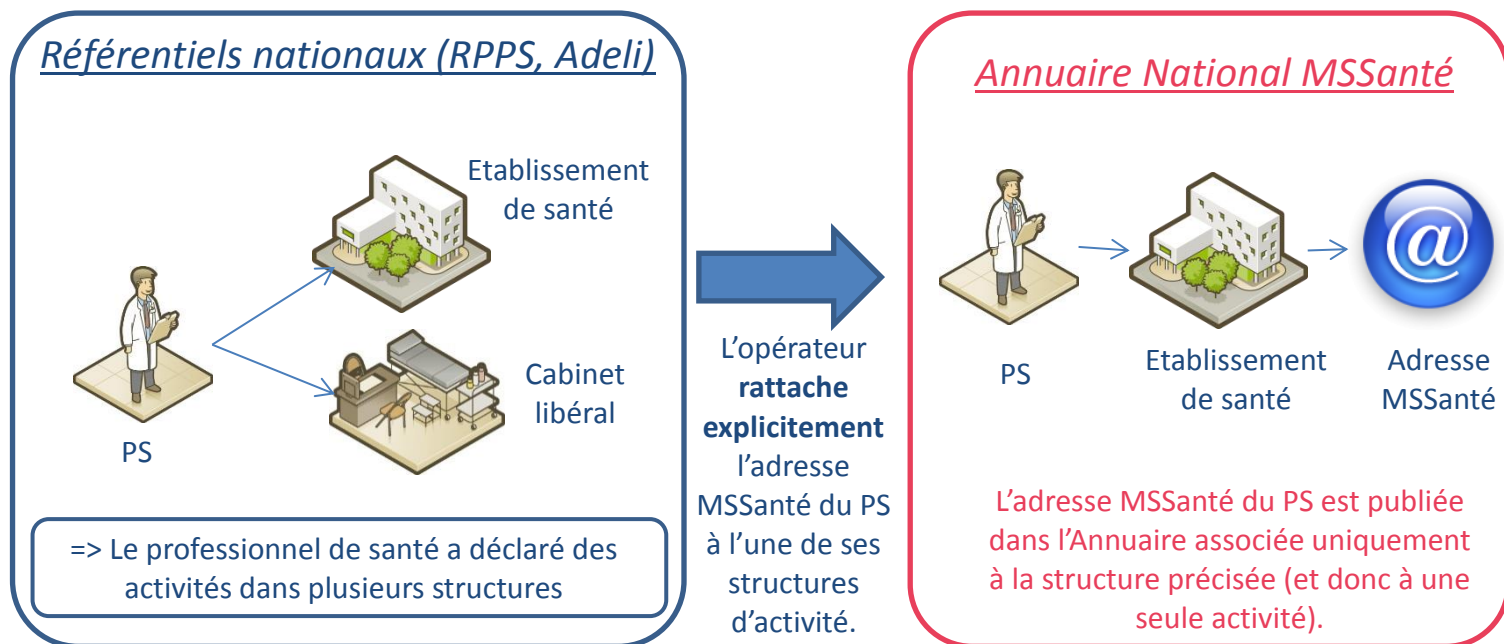 Référentiels nationaux (RPPS, Adeli)
Etablissement
de santé
Cabinet
libéral
PS
=> Le professionnel de santé a déclaré des
activités dans plusieurs structures
L’opérateur
rattache
explicitement
l’adresse
MSSanté du PS
à l’une de ses
structures
d’activité.
Annuaire National MSSanté
@
PS
Etablissement
de santé
Adresse
MSSanté
L’adresse MSSanté du PS est publiée
dans l’Annuaire associée uniquement
à la structure précisée (et donc à une
seule activité).